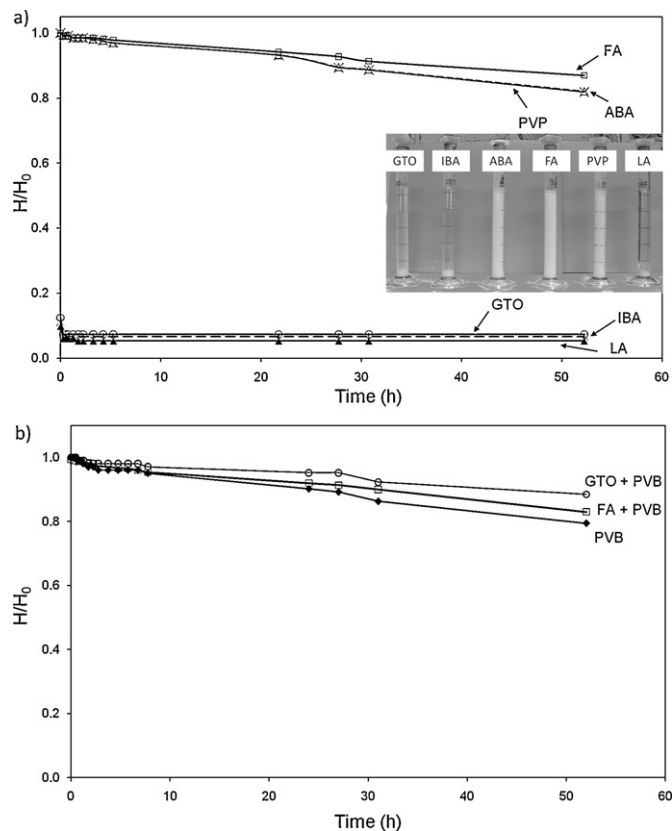 a)
H/H₀
1.0
0.8
0.6
0.4
0.2
0.0
FA
ABA
PVP
GTO IBA ABA FA PVP LA
GTO
IBA
LA
0 10 20 30 40 50 60
Time (h)
b)
H/H₀
1.0
0.8
0.6
0.4
0.2
0.0
GTO + PVB
FA + PVB
PVB
0 10 20 30 40 50 60
Time (h)